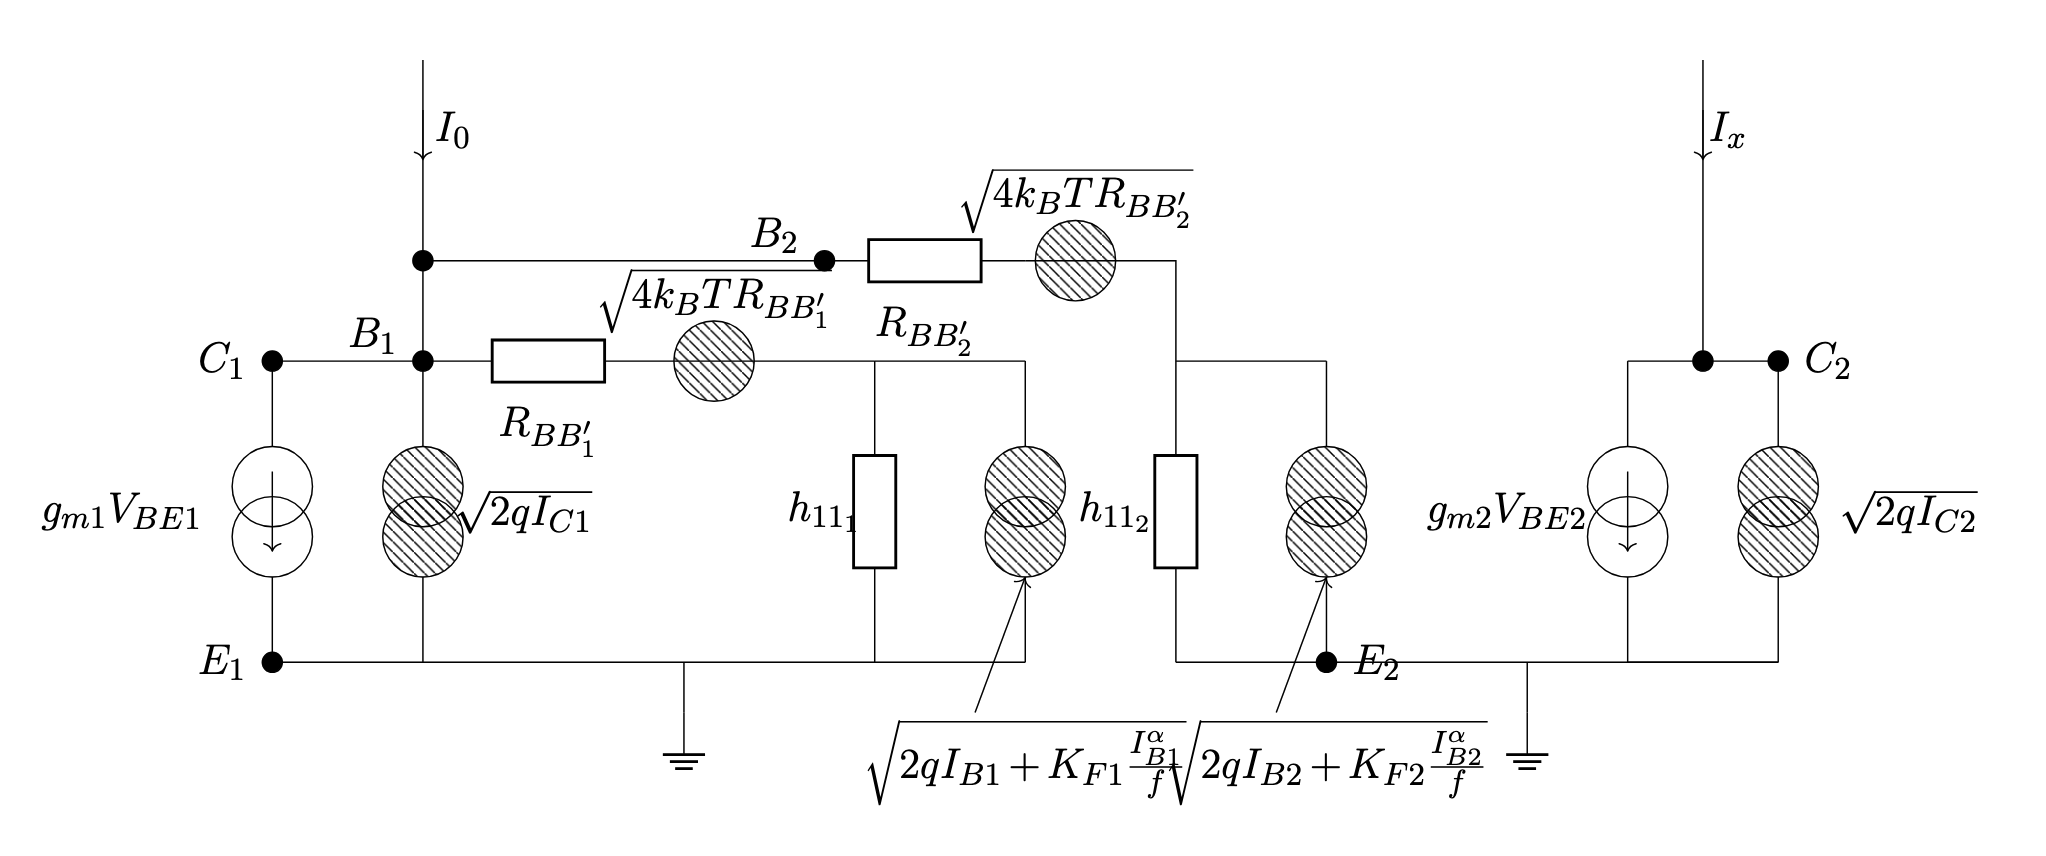 I_0
I_x
\sqrt{4k_BTR_{BB'_2}}
B_2
\sqrt{4k_BTR_{BB'_1}}
R_{BB'_2}
B_1
C_1
C_2
R_{BB'_1}
g_{m1}V_{BE1}
\sqrt{2qI_{C1}}
h_{11_1}
h_{11_2}
g_{m2}V_{BE2}
\sqrt{2qI_{C2}}
E_1
E_2
\sqrt{2qI_{B1} + K_{F1}\frac{I_{B1}^{\alpha}}{f}}
\sqrt{2qI_{B2} + K_{F2}\frac{I_{B2}^{\alpha}}{f}}